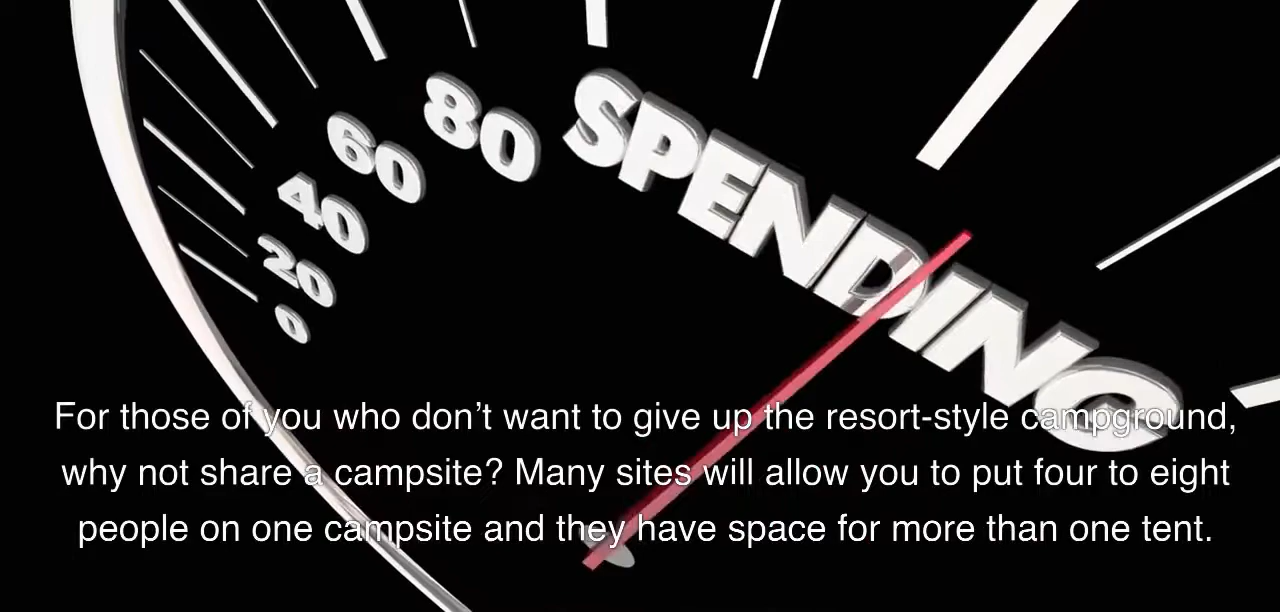 0
20
40
60
80
SPENDING
For those of you who don’t want to give up the resort-style campground,
why not share a campsite? Many sites will allow you to put four to eight
people on one campsite and they have space for more than one tent.